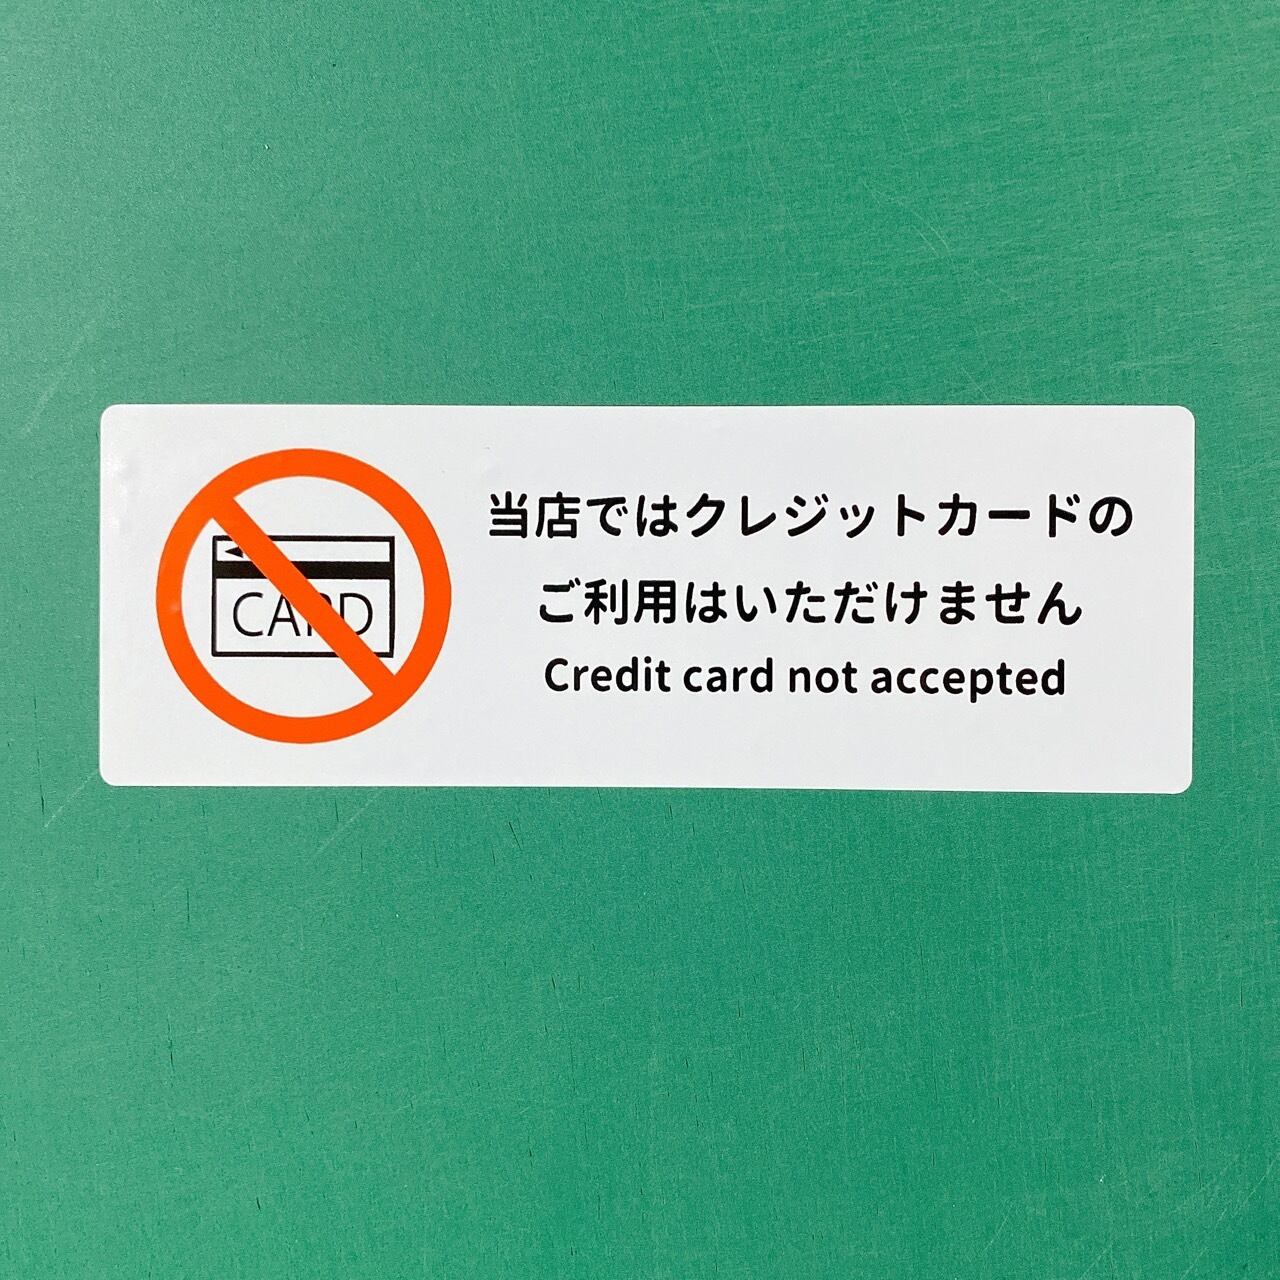 CARD
当店ではクレジットカードの
ご利用はいただけません
Credit card not accepted